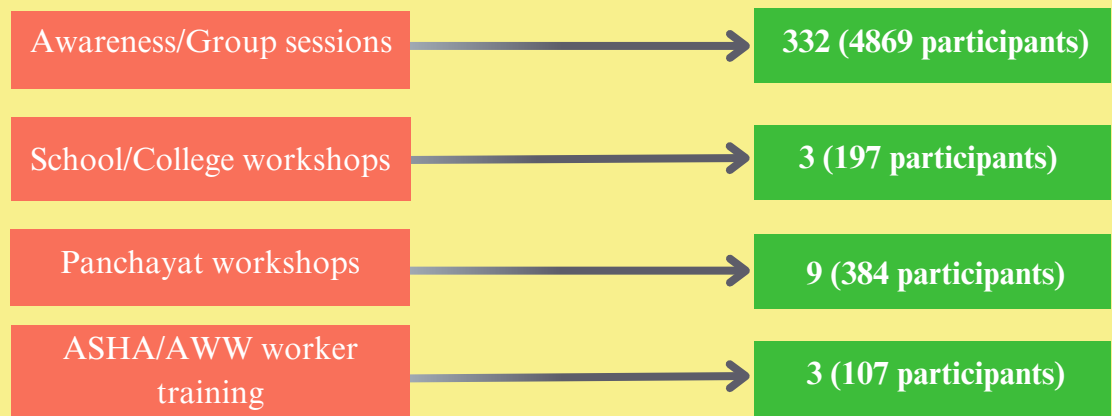 Awareness/Group sessions
332 (4869 participants)
School/College workshops
3 (197 participants)
Panchayat workshops
9 (384 participants)
ASHA/AWW worker
training
3 (107 participants)